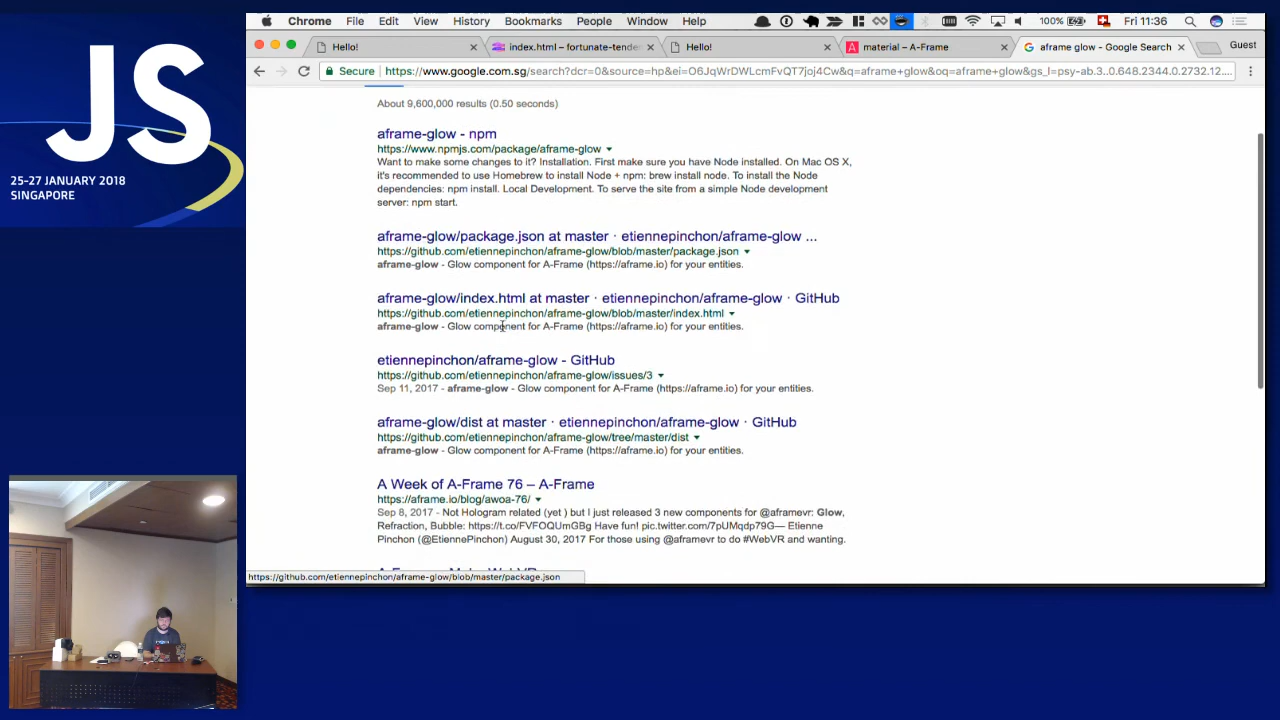 JS
25-27 JANUARY 2018
SINGAPORE
Chrome File Edit View History Bookmarks People Window Help
100%
Fri 11:36
Hello!
index.html – fortunate-tende
Hello!
material – A-Frame
aframe glow - Google Search
Guest
Secure
https://www.google.com.sg/search?dcr=0&source=hp&ei=O6JqWrDWLcmFvQT7joj4Cw&q=aframe+glow&oq=aframe+glow&gs_l=psy-ab.3..0.648.2344.0.2732.12....
About 9,600,000 results (0.50 seconds)
aframe-glow - npm
https://www.npmjs.com/package/aframe-glow
Want to make some changes to it? Installation. First make sure you have Node installed. On Mac OS X,
it's recommended to use Homebrew to install Node + npm: brew install node. To install the Node
dependencies: npm install. Local Development. To serve the site from a simple Node development
server: npm start.
aframe-glow/package.json at master · etiennepinchon/aframe-glow ...
https://github.com/etiennepinchon/aframe-glow/blob/master/package.json
aframe-glow - Glow component for A-Frame (https://aframe.io) for your entities.
aframe-glow/index.html at master · etiennepinchon/aframe-glow · GitHub
https://github.com/etiennepinchon/aframe-glow/blob/master/index.html
aframe-glow - Glow component for A-Frame (https://aframe.io) for your entities.
etiennepinchon/aframe-glow - GitHub
https://github.com/etiennepinchon/aframe-glow/issues/3
Sep 11, 2017 - aframe-glow - Glow component for A-Frame (https://aframe.io) for your entities.
aframe-glow/dist at master · etiennepinchon/aframe-glow · GitHub
https://github.com/etiennepinchon/aframe-glow/tree/master/dist
aframe-glow - Glow component for A-Frame (https://aframe.io) for your entities.
A Week of A-Frame 76 – A-Frame
https://aframe.io/blog/awoa-76/
Sep 8, 2017 - Not Hologram related (yet ) but I just released 3 new components for @aframevr: Glow,
Refraction, Bubble: https://t.co/FVFOQUmGBg Have fun! pic.twitter.com/7pUMqdp79G— Etienne
Pinchon (@EtiennePinchon) August 30, 2017 For those using @aframevr to do #WebVR and wanting.
https://github.com/etiennepinchon/aframe-glow/blob/master/package.json